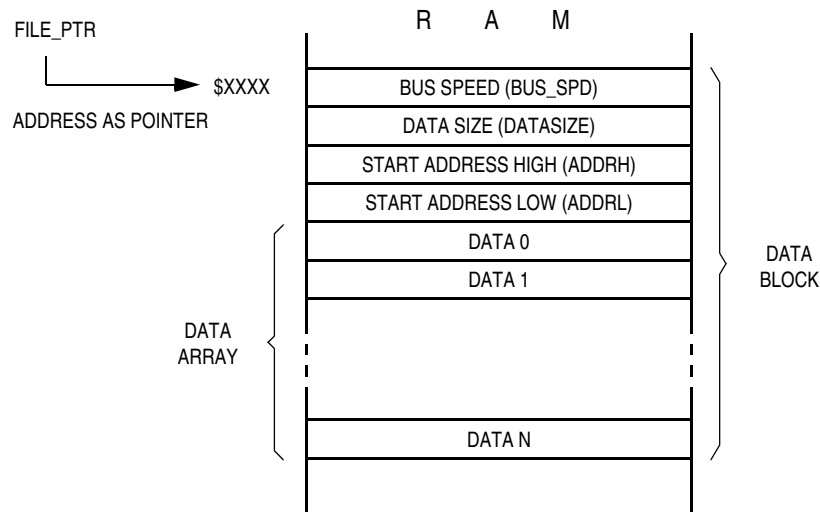 R A M
FILE_PTR
$XXXX
ADDRESS AS POINTER
BUS SPEED (BUS_SPD)
DATA SIZE (DATASIZE)
START ADDRESS HIGH (ADDRH)
START ADDRESS LOW (ADDRL)
DATA 0
DATA 1
DATA
BLOCK
DATA
ARRAY
DATA N